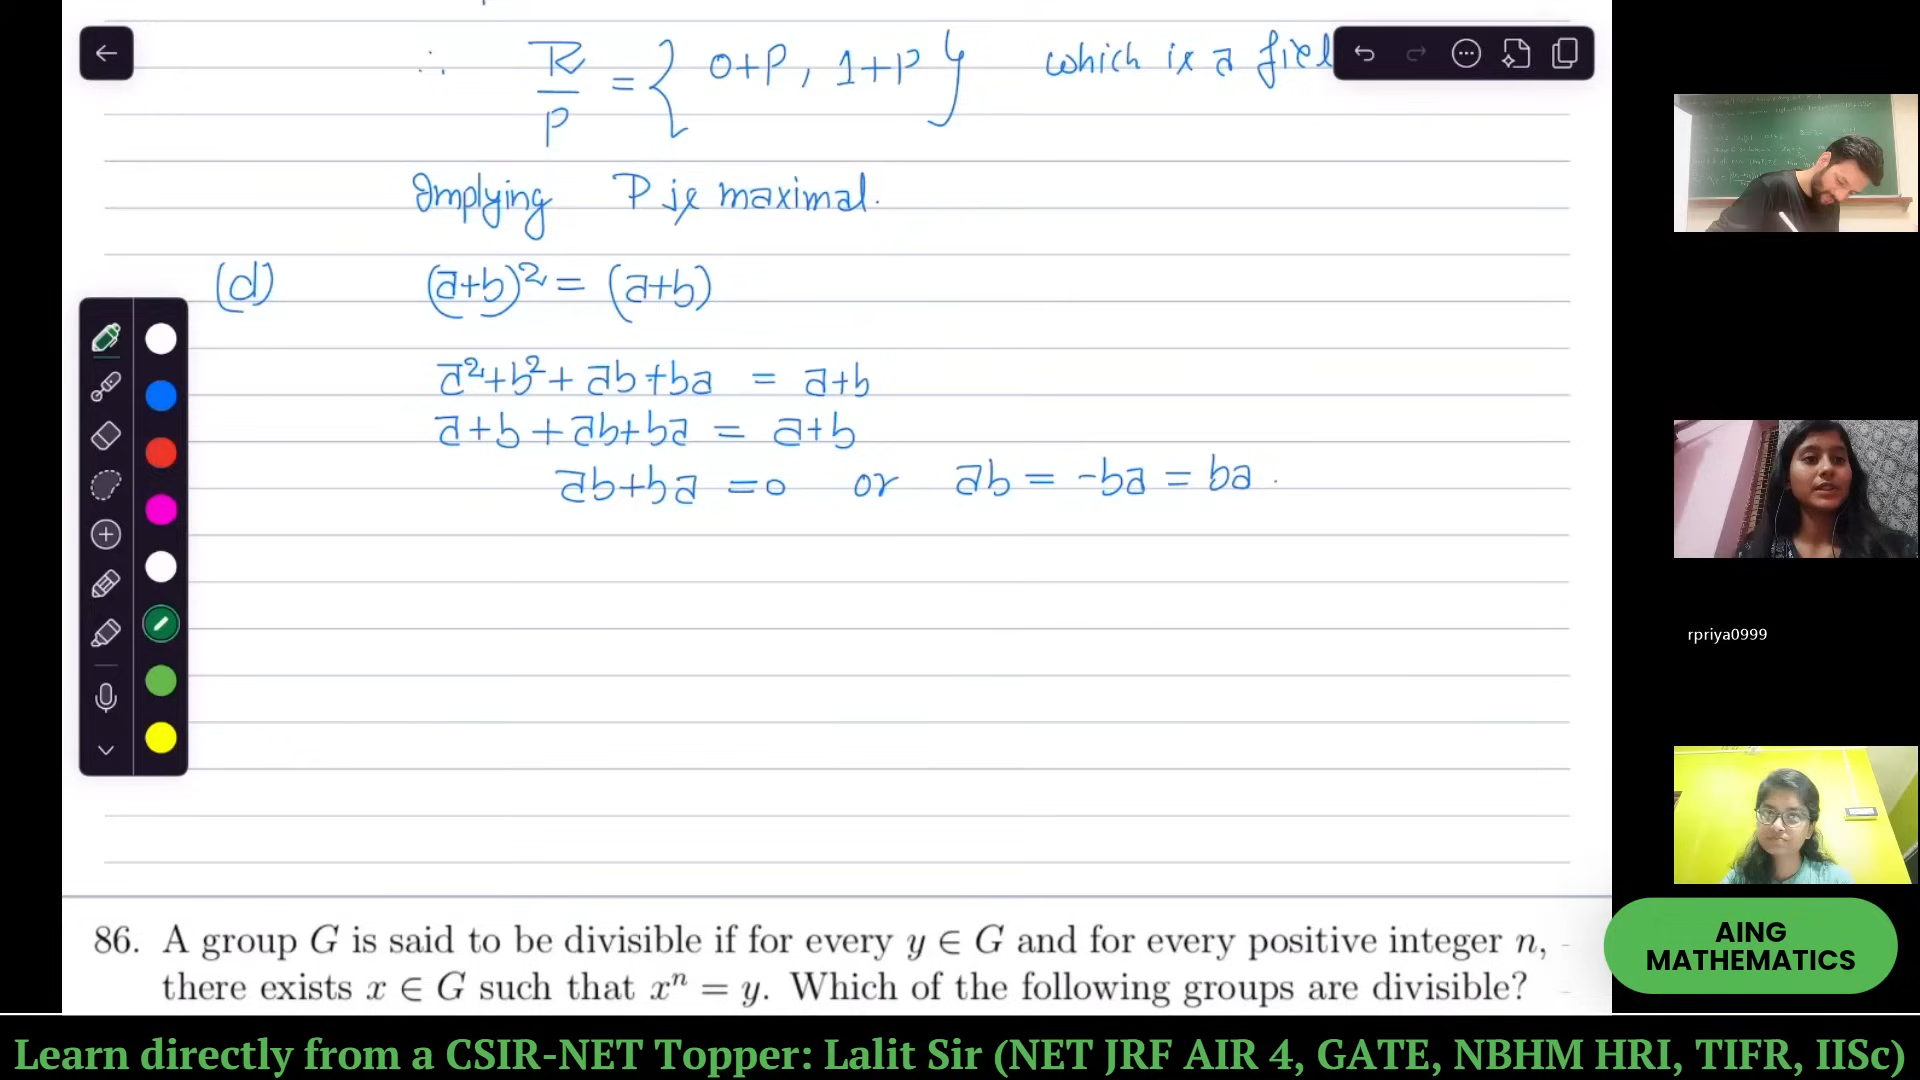 ∴ R/P = { 0+P, 1+P } which is a fiel
Implying P is maximal.
(d) (a+b)² = (a+b)
a²+b²+ ab+ba = a+b
a+b+ab+ba = a+b
ab+ba =0 or ab = -ba = ba .
86. A group G is said to be divisible if for every y ∈ G and for every positive integer n,
there exists x ∈ G such that xⁿ = y. Which of the following groups are divisible?
rpriya0999
AING
MATHEMATICS
Learn directly from a CSIR-NET Topper: Lalit Sir (NET JRF AIR 4, GATE, NBHM HRI, TIFR, IISc)